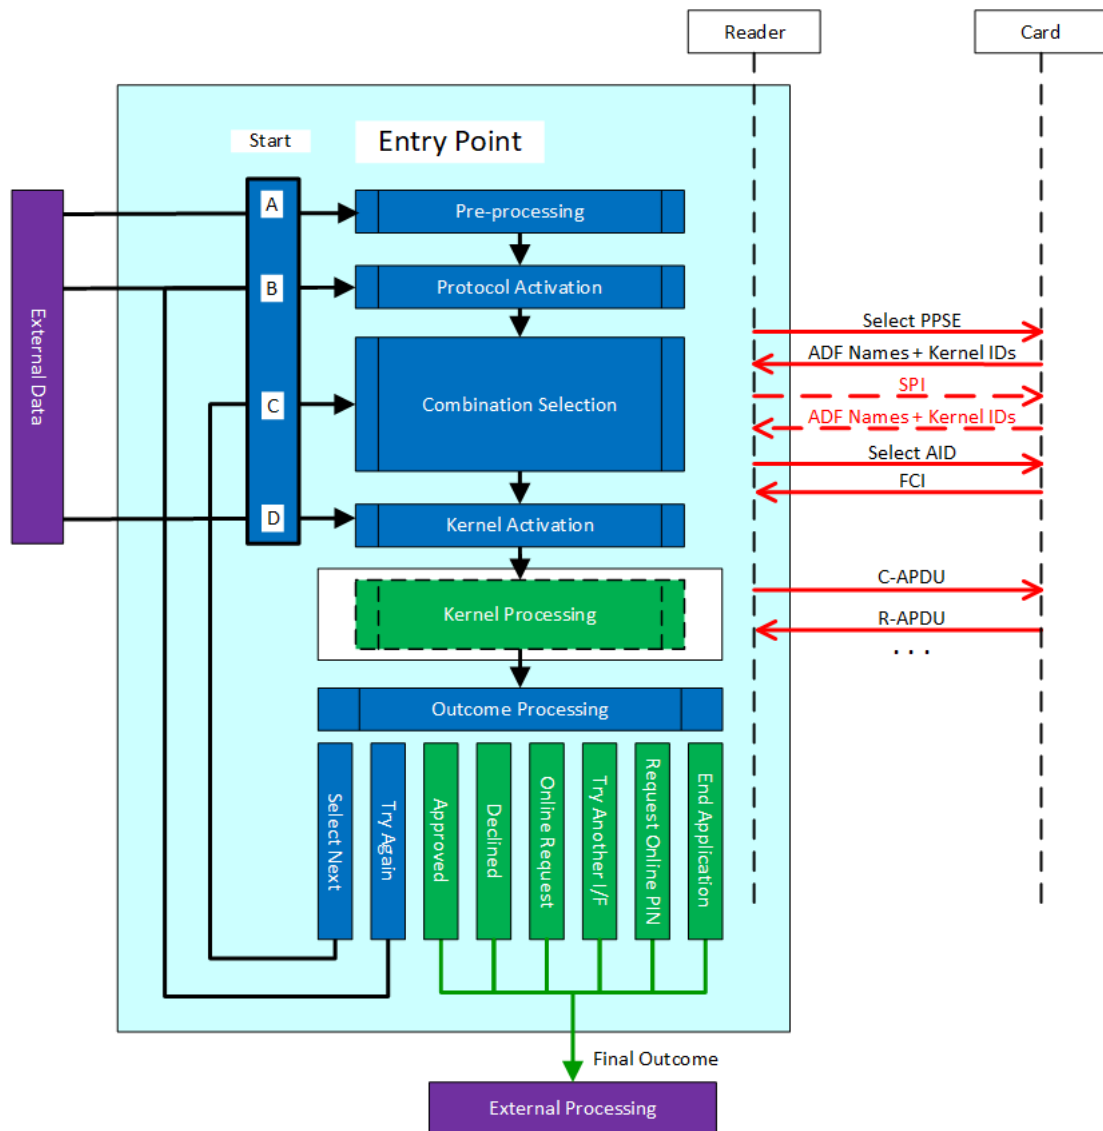 Reader
Card
Start
Entry Point
A
Pre-processing
B
Protocol Activation
External Data
Select PPSE
ADF Names + Kernel IDs
SPI
ADF Names + Kernel IDs
C
Combination Selection
Select AID
FCI
D
Kernel Activation
C-APDU
Kernel Processing
R-APDU
. . .
Outcome Processing
Select Next
Try Again
Approved
Declined
Online Request
Try Another I/F
Request Online PIN
End Application
Final Outcome
External Processing